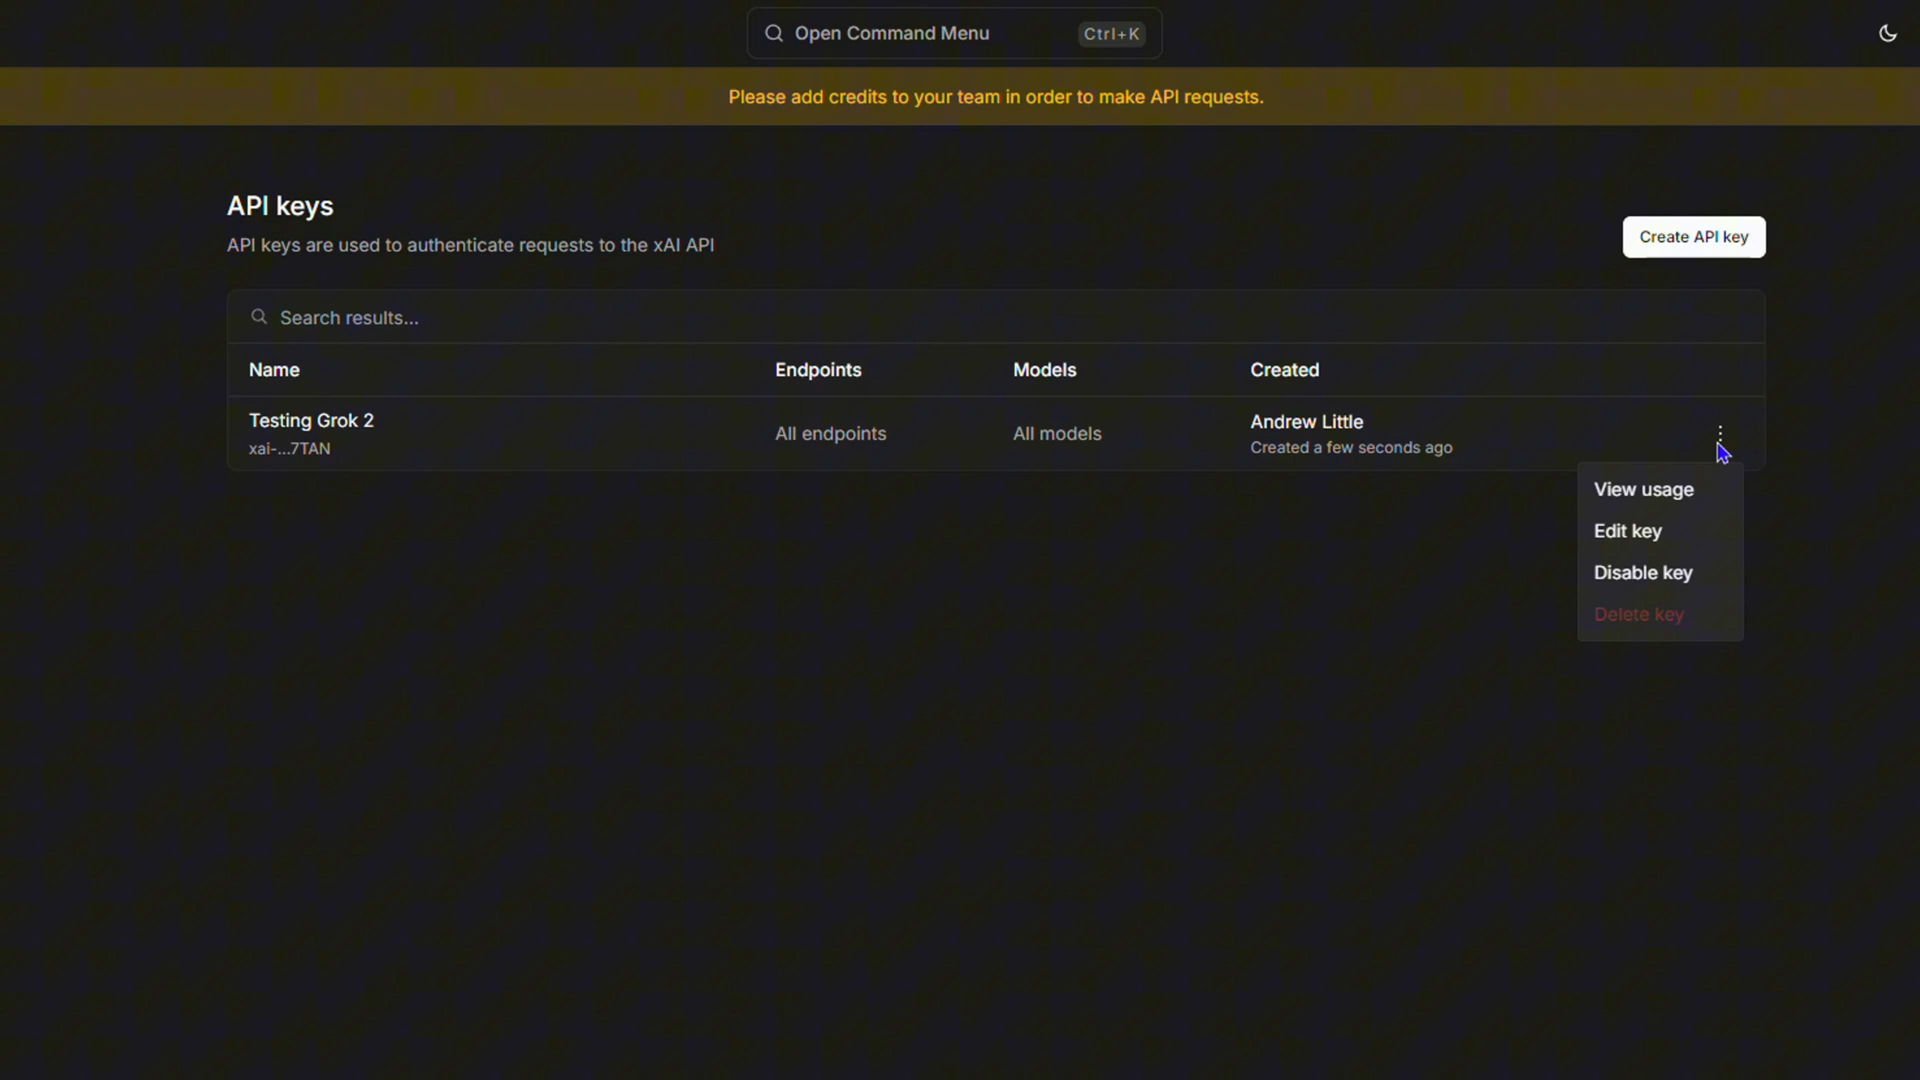 Open Command Menu Ctrl+K
Please add credits to your team in order to make API requests.
API keys
API keys are used to authenticate requests to the xAI API
Create API key
Search results...
Name Endpoints Models Created
Testing Grok 2 All endpoints All models Andrew Little
xai-...7TAN Created a few seconds ago
View usage
Edit key
Disable key
Delete key